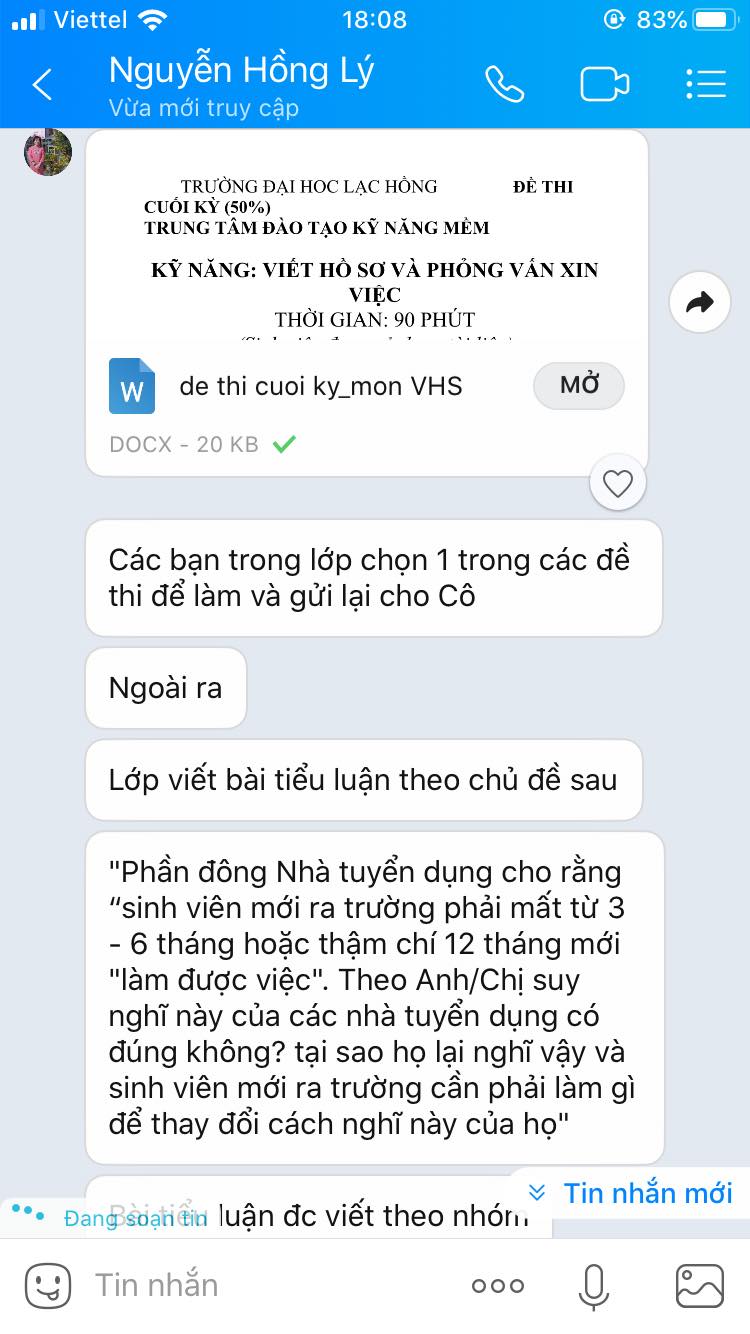 Viettel 18:08 83%
Nguyễn Hồng Lý
Vừa mới truy cập
TRƯỜNG ĐẠI HOC LẠC HỒNG ĐỀ THI
CUỐI KỲ (50%)
TRUNG TÂM ĐÀO TẠO KỸ NĂNG MỀM
KỸ NĂNG: VIẾT HỒ SƠ VÀ PHỎNG VẤN XIN
VIỆC
THỜI GIAN: 90 PHÚT
W de thi cuoi ky_mon VHS MỞ
DOCX - 20 KB
Các bạn trong lớp chọn 1 trong các đề
thi để làm và gửi lại cho Cô
Ngoài ra
Lớp viết bài tiểu luận theo chủ đề sau
"Phần đông Nhà tuyển dụng cho rằng
“sinh viên mới ra trường phải mất từ 3
- 6 tháng hoặc thậm chí 12 tháng mới
"làm được việc". Theo Anh/Chị suy
nghĩ này của các nhà tuyển dụng có
đúng không? tại sao họ lại nghĩ vậy và
sinh viên mới ra trường cần phải làm gì
để thay đổi cách nghĩ này của họ"
Tin nhắn mới
Bài tiểu luận đc viết theo nhóm
Đang soạn tin
Tin nhắn